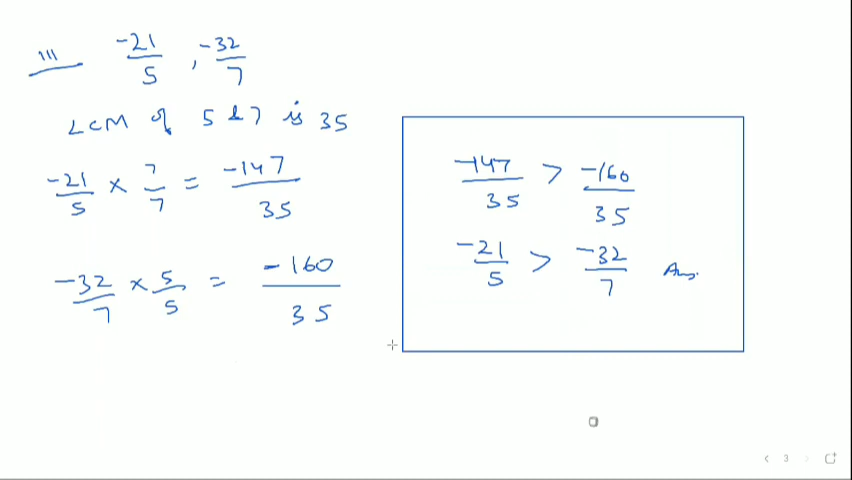 III -21/5 , -32/7
LCM of 5 & 7 is 35
-21/5 × 7/7 = -147/35
-32/7 × 5/5 = -160/35
-147/35 > -160/35
-21/5 > -32/7 Ans.
3